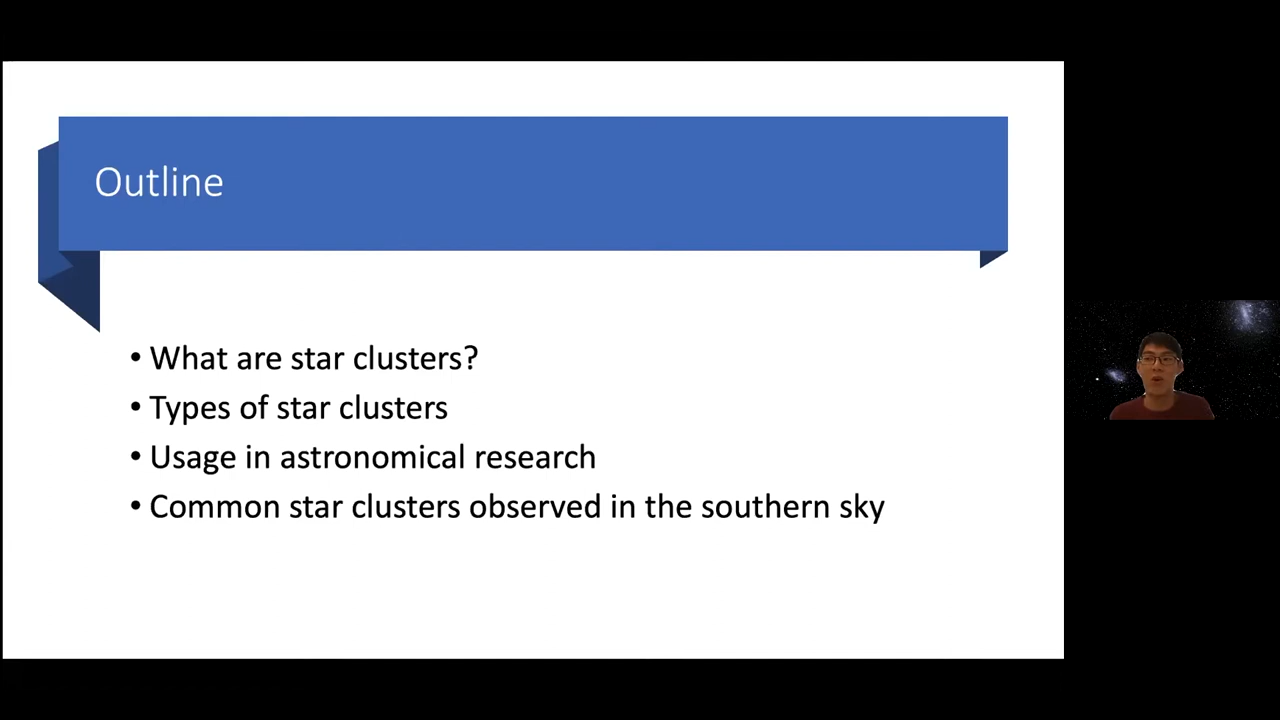 Outline
• What are star clusters?
• Types of star clusters
• Usage in astronomical research
• Common star clusters observed in the southern sky